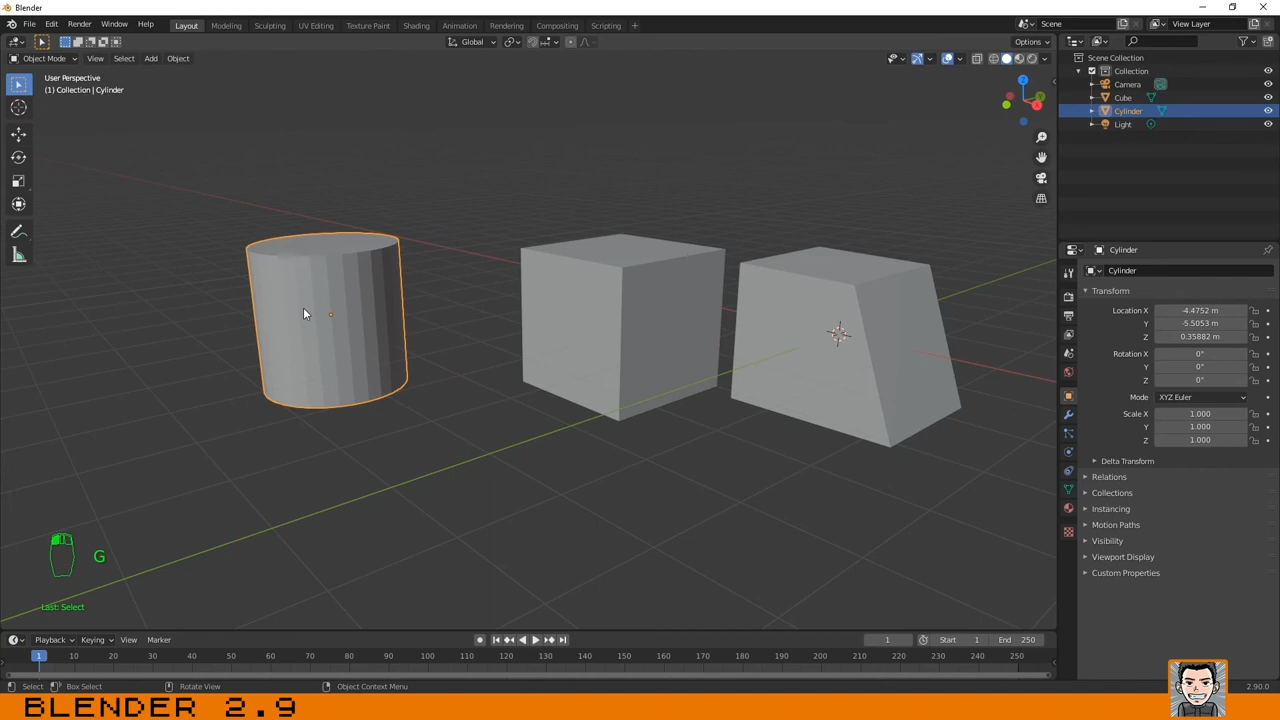 Blender
File Edit Render Window Help Layout Modeling Sculpting UV Editing Texture Paint Shading Animation Rendering Compositing Scripting + Scene View Layer
Global Options
Object Mode View Select Add Object
User Perspective
(1) Collection | Cylinder
Z
Scene Collection
Collection
Camera
Cube
Cylinder
Light
Cylinder
Cylinder
Transform
Location X -4.4752 m
Y -5.5053 m
Z 0.35882 m
Rotation X 0°
Y 0°
Z 0°
Mode XYZ Euler
Scale X 1.000
Y 1.000
Z 1.000
Delta Transform
Relations
Collections
Instancing
Motion Paths
Visibility
Viewport Display
Custom Properties
G
Last: Select
Playback Keying View Marker 1 Start 1 End 250
1 10 20 30 40 50 60 70 80 90 100 110 120 130 140 150 160 170 180 190 200 210 220 230 240 250
Select Box Select Rotate View Object Context Menu 2.90.0
BLENDER 2.9